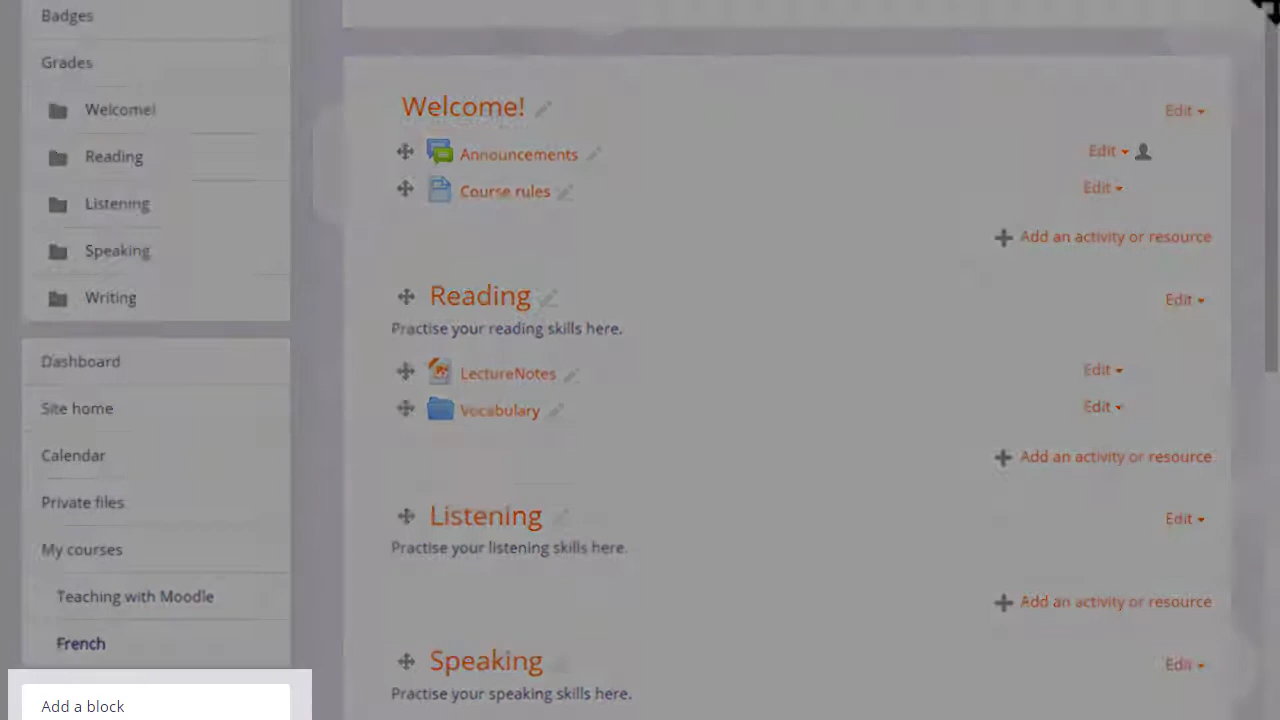 Badges
Grades
Welcome!
Reading
Listening
Speaking
Writing
Dashboard
Site home
Calendar
Private files
My courses
Teaching with Moodle
French
Add a block
Welcome!
Edit
Announcements
Edit
Course rules
Edit
Add an activity or resource
Reading
Edit
Practise your reading skills here.
LectureNotes
Edit
Vocabulary
Edit
Add an activity or resource
Listening
Edit
Practise your listening skills here.
Add an activity or resource
Speaking
Edit
Practise your speaking skills here.